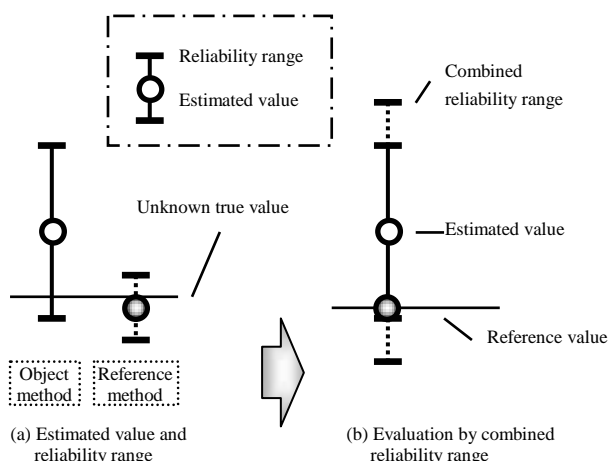 Reliability range
Estimated value
Combined
reliability range
Unknown true value
Estimated value
Reference value
Object
method
Reference
method
(a) Estimated value and
reliability range
(b) Evaluation by combined
reliability range